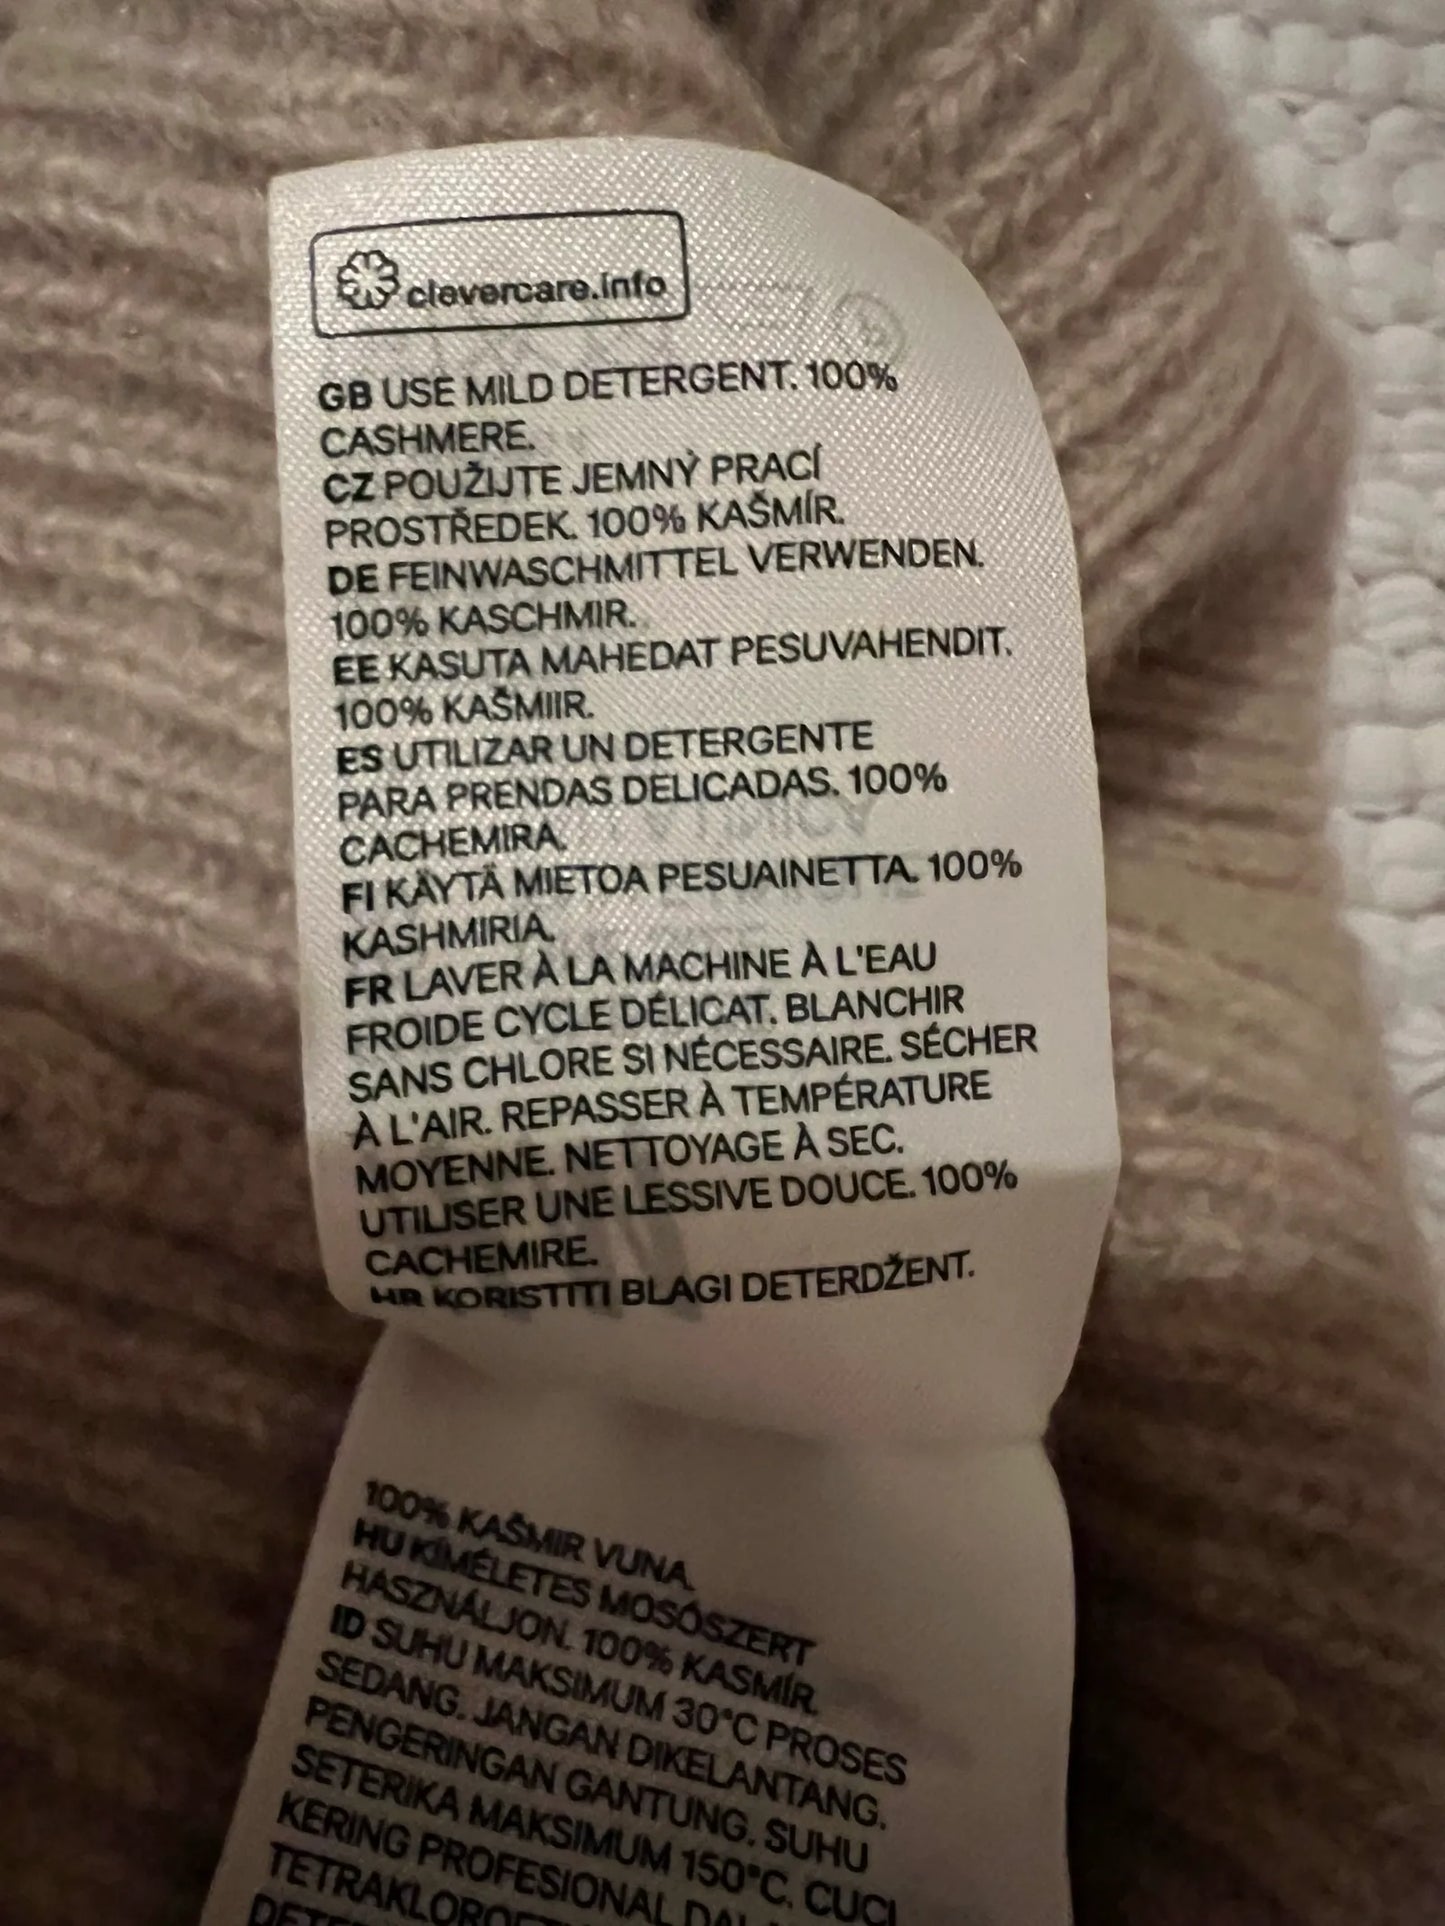 clevercare.info
GB USE MILD DETERGENT. 100%
CASHMERE.
CZ POUŽIJTE JEMNÝ PRACÍ
PROSTŘEDEK. 100% KAŠMÍR.
DE FEINWASCHMITTEL VERWENDEN.
100% KASCHMIR.
EE KASUTA MAHEDAT PESUVAHENDIT.
100% KAŠMIIR.
ES UTILIZAR UN DETERGENTE
PARA PRENDAS DELICADAS. 100%
CACHEMIRA.
FI KÄYTÄ MIETOA PESUAINETTA. 100%
KASHMIRIA.
FR LAVER À LA MACHINE À L'EAU
FROIDE CYCLE DÉLICAT. BLANCHIR
SANS CHLORE SI NÉCESSAIRE. SÉCHER
À L'AIR. REPASSER À TEMPÉRATURE
MOYENNE. NETTOYAGE À SEC.
UTILISER UNE LESSIVE DOUCE. 100%
CACHEMIRE.
HR KORISTITI BLAGI DETERDŽENT.
100% KAŠMIR VUNA.
HU KÍMÉLETES MOSÓSZERT
HASZNÁLJON. 100% KASMÍR.
ID SUHU MAKSIMUM 30°C PROSES
SEDANG. JANGAN DIKELANTANG.
PENGERINGAN GANTUNG. SUHU
SETERIKA MAKSIMUM 150°C. CUCI
KERING PROFESIONAL